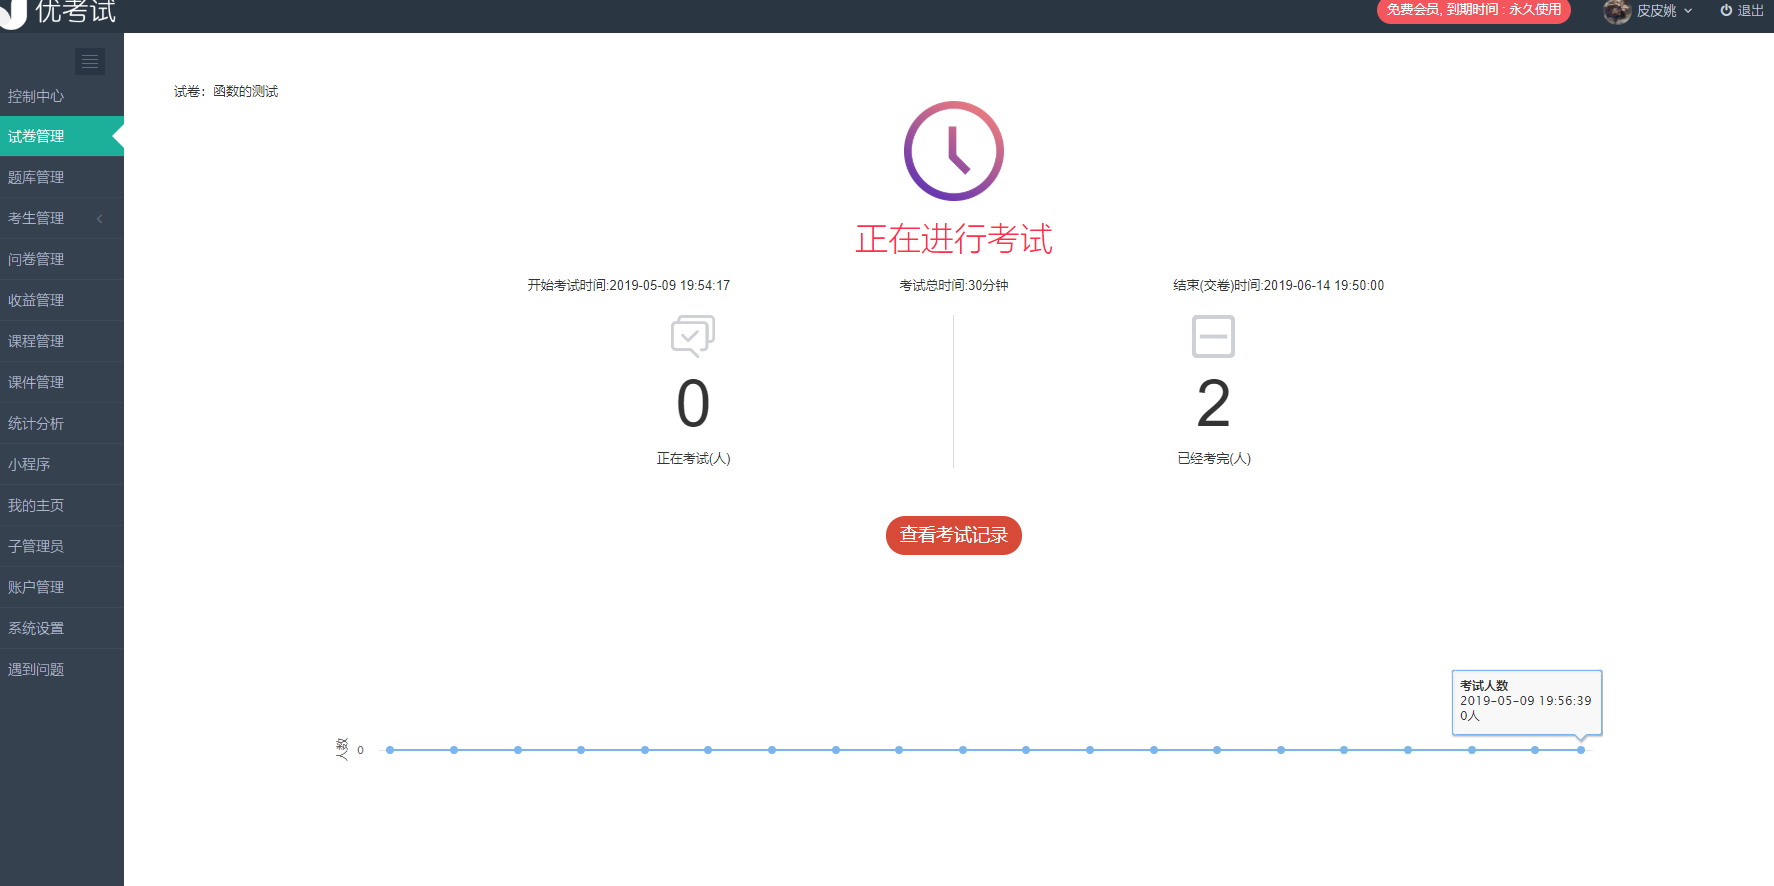 优考试
免费会员, 到期时间 : 永久使用
皮皮姚
退出
控制中心
试卷管理
题库管理
考生管理
问卷管理
收益管理
课程管理
课件管理
统计分析
小程序
我的主页
子管理员
账户管理
系统设置
遇到问题
试卷：函数的测试
正在进行考试
开始考试时间:2019-05-09 19:54:17
考试总时间:30分钟
结束(交卷)时间:2019-06-14 19:50:00
0
正在考试(人)
2
已经考完(人)
查看考试记录
考试人数
2019-05-09 19:56:39
0人
人数
0